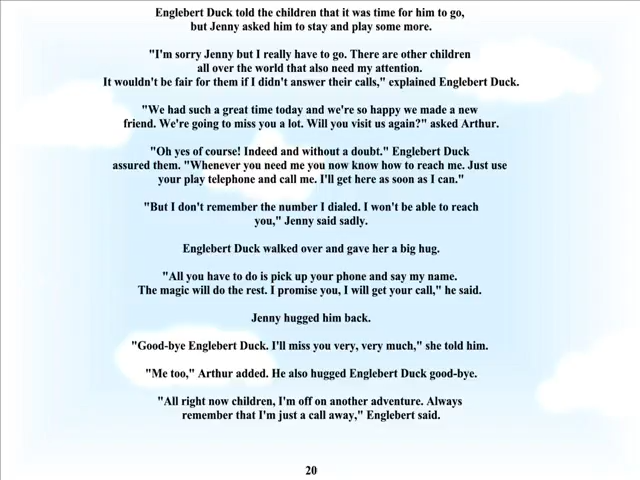 Englebert Duck told the children that it was time for him to go,
but Jenny asked him to stay and play some more.
"I'm sorry Jenny but I really have to go. There are other children
all over the world that also need my attention.
It wouldn't be fair for them if I didn't answer their calls," explained Englebert Duck.
"We had such a great time today and we're so happy we made a new
friend. We're going to miss you a lot. Will you visit us again?" asked Arthur.
"Oh yes of course! Indeed and without a doubt." Englebert Duck
assured them. "Whenever you need me you now know how to reach me. Just use
your play telephone and call me. I'll get here as soon as I can."
"But I don't remember the number I dialed. I won't be able to reach
you," Jenny said sadly.
Englebert Duck walked over and gave her a big hug.
"All you have to do is pick up your phone and say my name.
The magic will do the rest. I promise you, I will get your call," he said.
Jenny hugged him back.
"Good-bye Englebert Duck. I'll miss you very, very much," she told him.
"Me too," Arthur added. He also hugged Englebert Duck good-bye.
"All right now children, I'm off on another adventure. Always
remember that I'm just a call away," Englebert said.
20